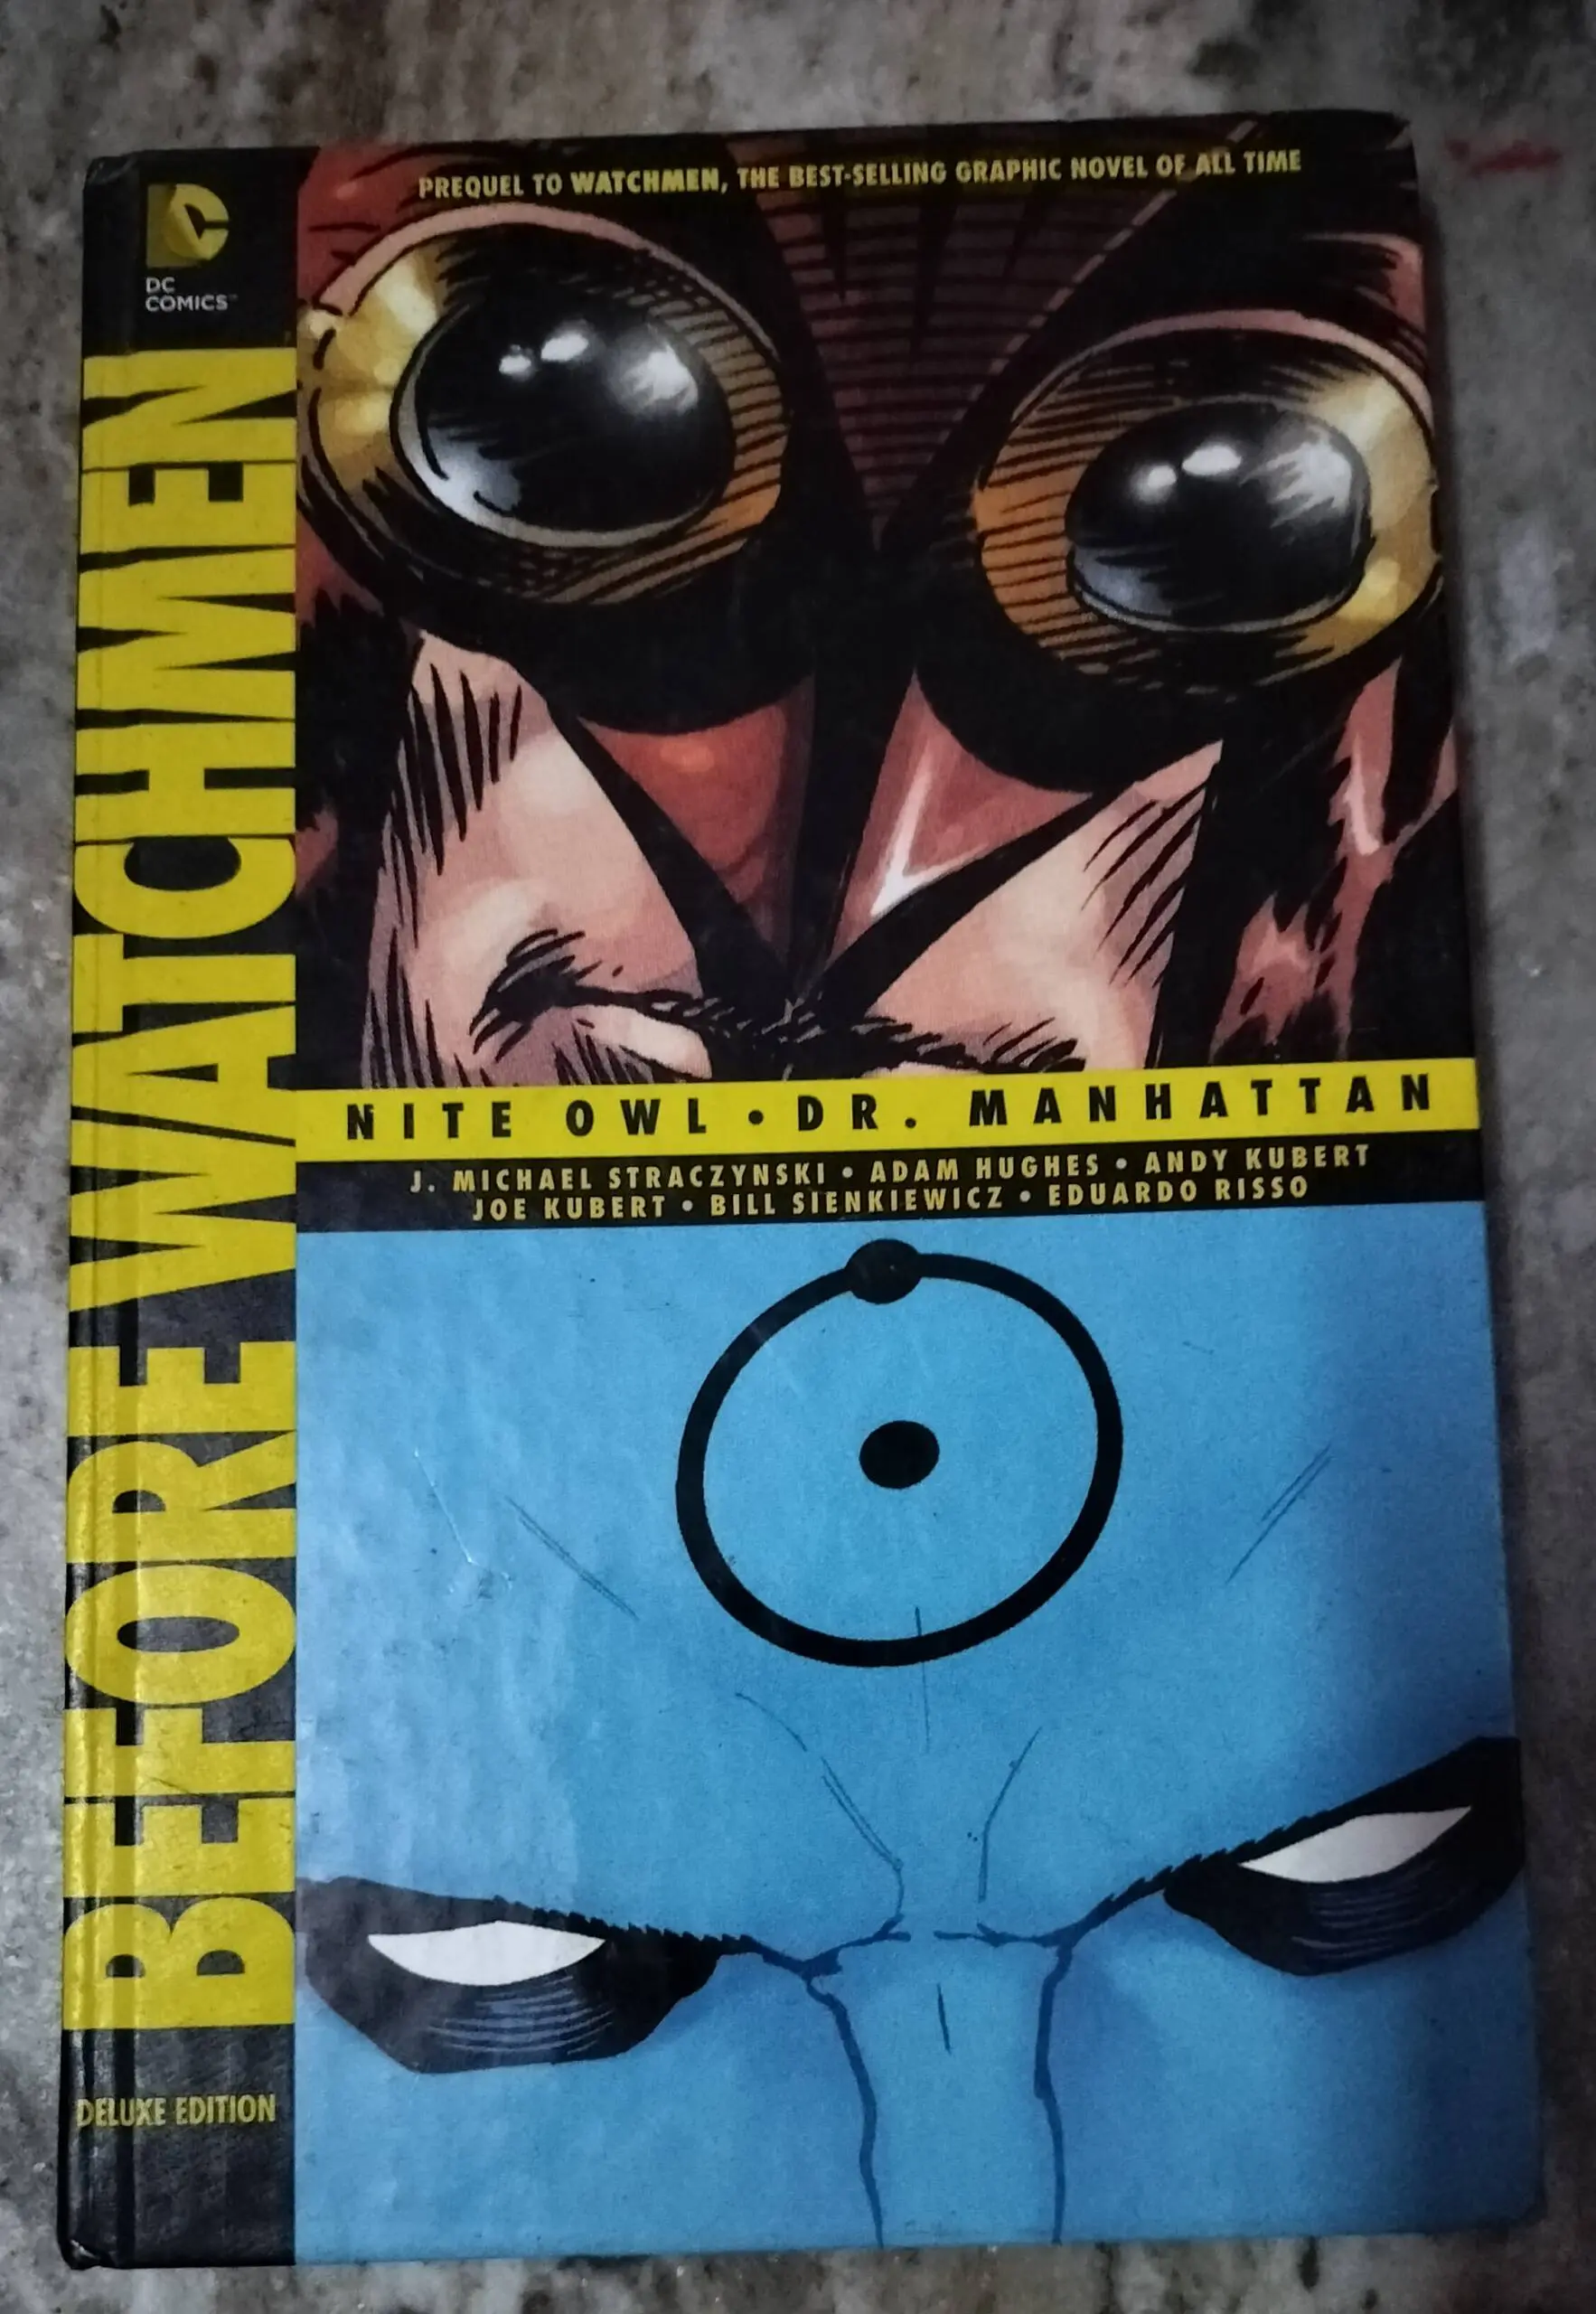 PREQUEL TO WATCHMEN, THE BEST-SELLING GRAPHIC NOVEL OF ALL TIME
DC
COMICS™
BEFORE WATCHMEN
NITE OWL • DR. MANHATTAN
J. MICHAEL STRACZYNSKI • ADAM HUGHES • ANDY KUBERT
JOE KUBERT • BILL SIENKIEWICZ • EDUARDO RISSO
DELUXE EDITION